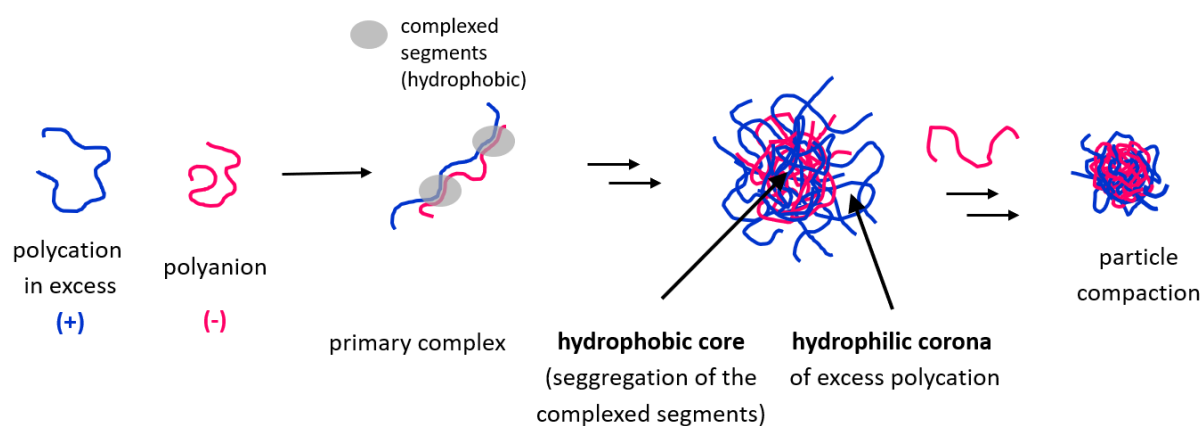 complexed
segments
(hydrophobic)
polycation
in excess
(+)
polyanion
(-)
primary complex
hydrophobic core
(seggregation of the
complexed segments)
hydrophilic corona
of excess polycation
particle
compaction